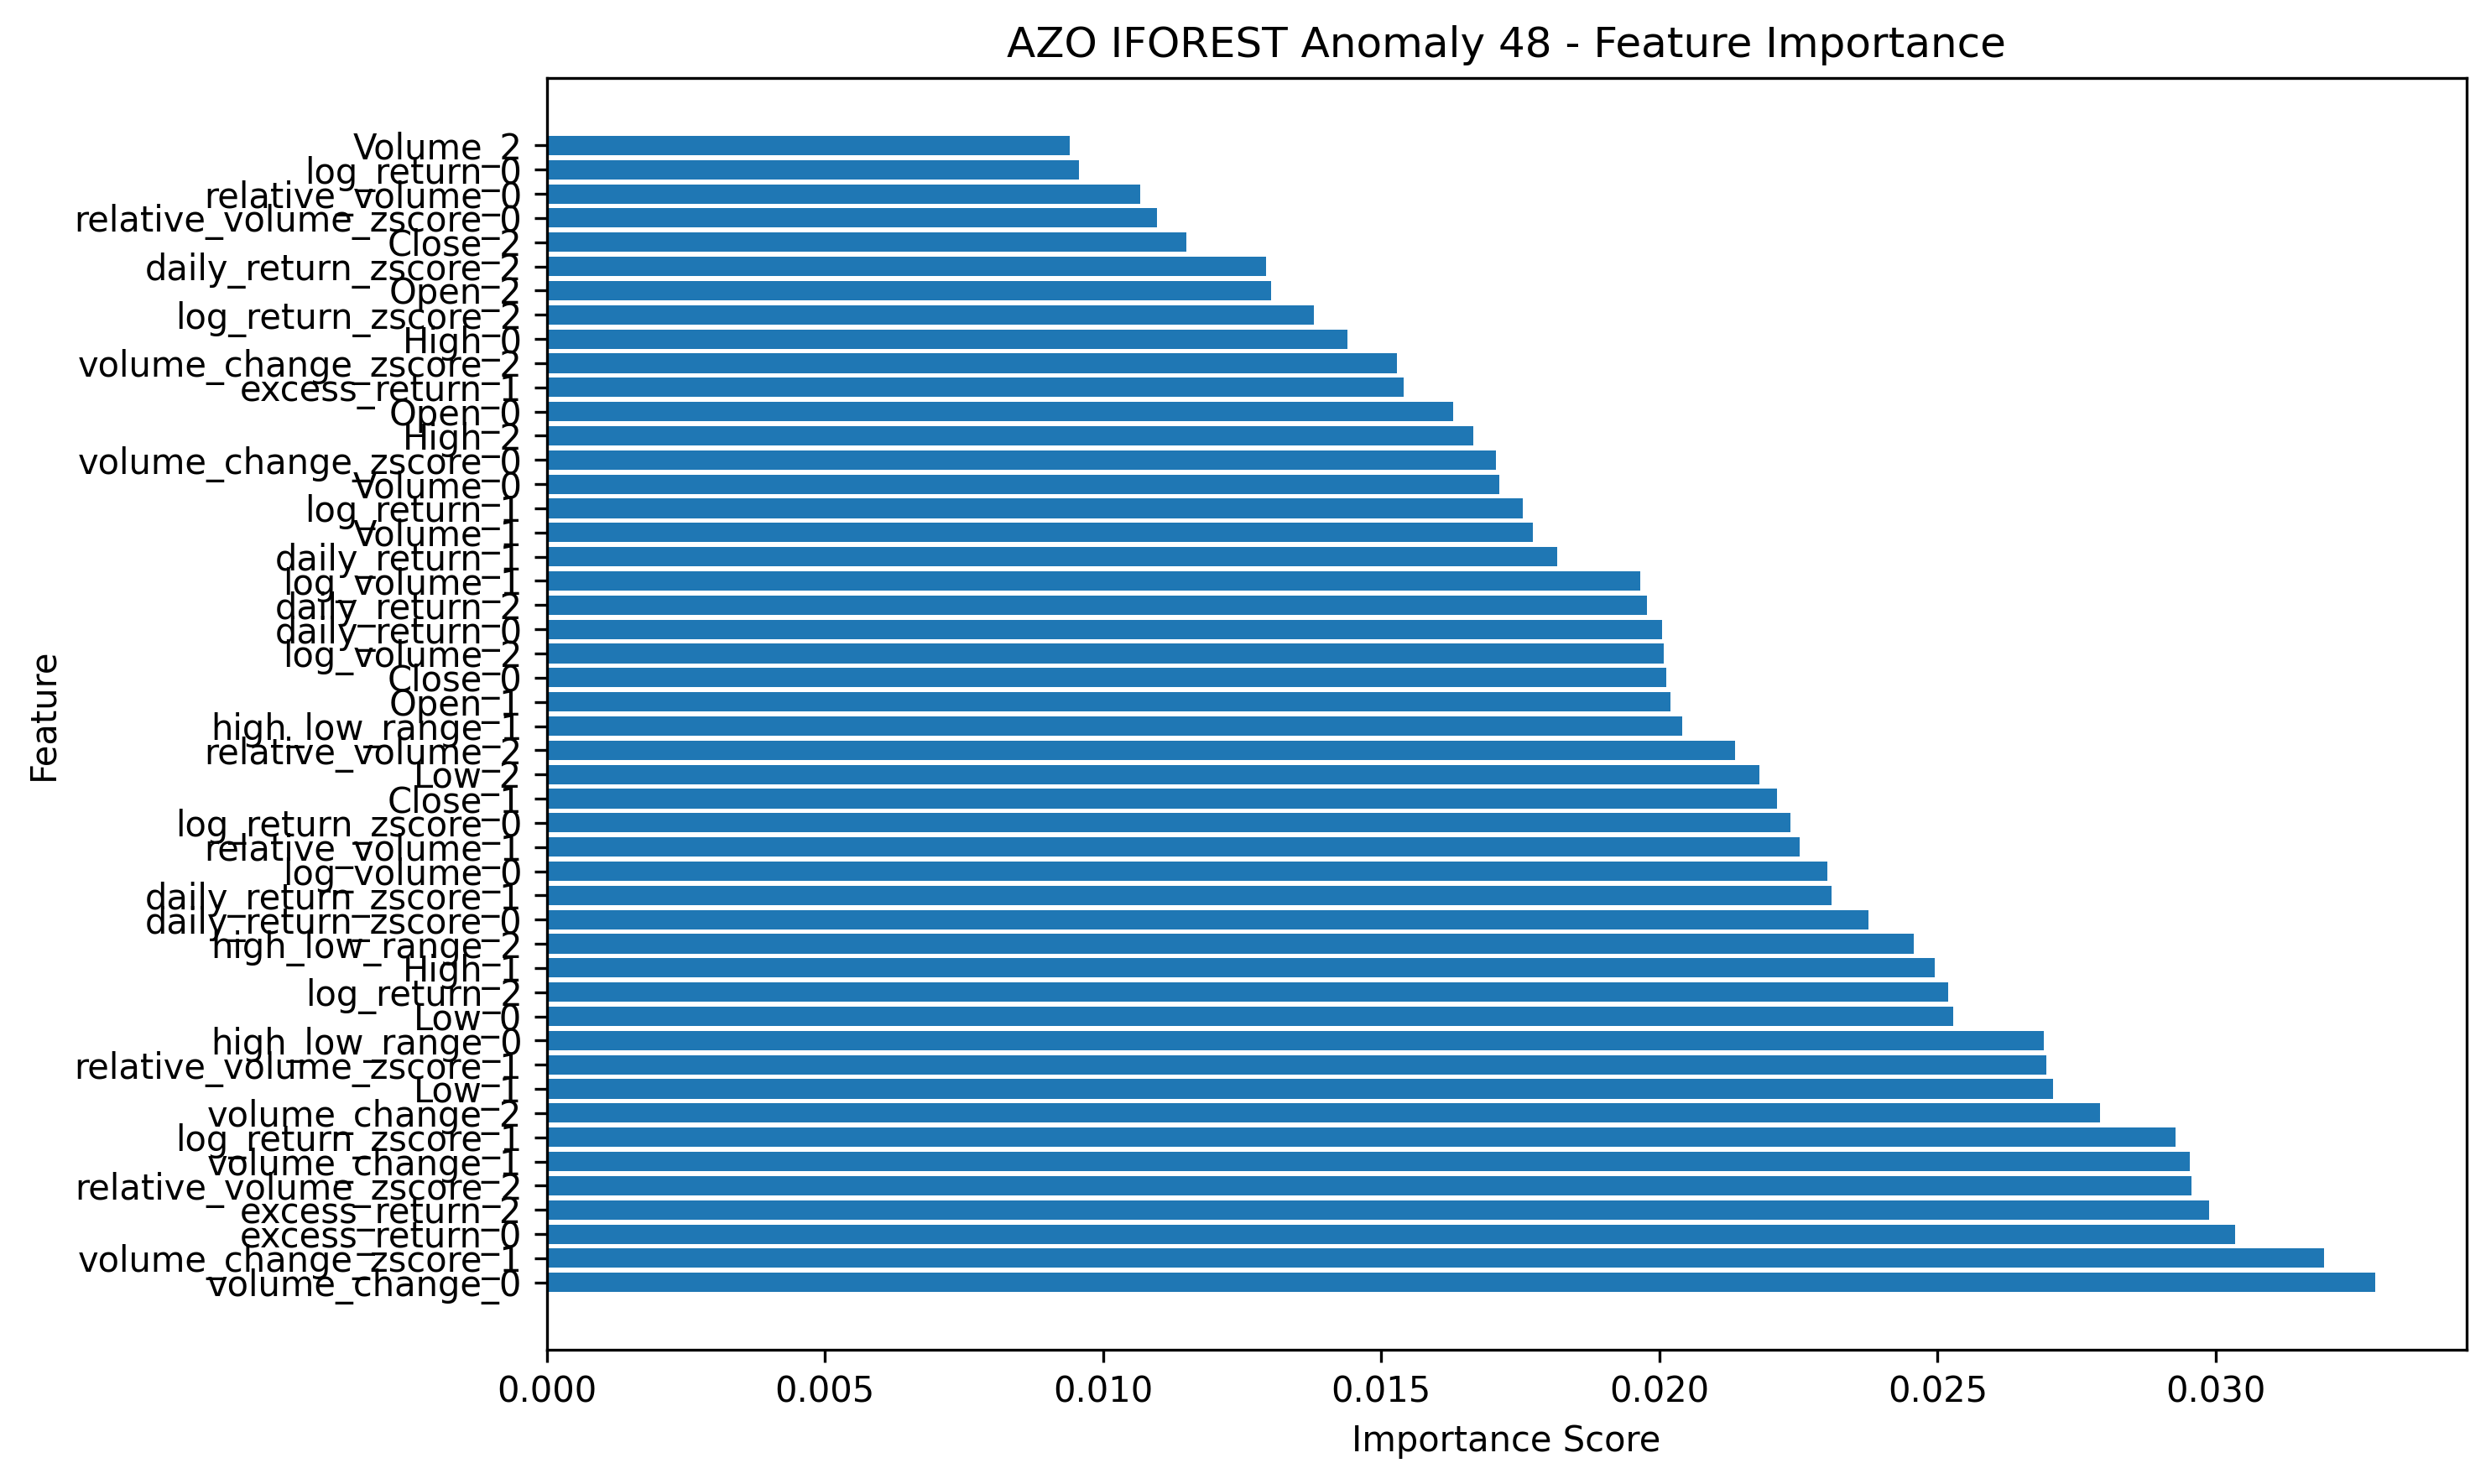 AZO IFOREST Anomaly 48 - Feature Importance
Volume_2
log_return_0
relative_volume_0
relative_volume_zscore_0
Close_2
daily_return_zscore_2
Open_2
log_return_zscore_2
High_0
volume_change_zscore_2
excess_return_1
Open_0
High_2
volume_change_zscore_0
Volume_0
log_return_1
Volume_1
daily_return_1
log_volume_1
daily_return_2
daily_return_0
log_volume_2
Close_0
Open_1
high_low_range_1
relative_volume_2
Low_2
Close_1
log_return_zscore_0
relative_volume_1
log_volume_0
daily_return_zscore_1
daily_return_zscore_0
high_low_range_2
High_1
log_return_2
Low_0
high_low_range_0
relative_volume_zscore_1
Low_1
volume_change_2
log_return_zscore_1
volume_change_1
relative_volume_zscore_2
excess_return_2
excess_return_0
volume_change_zscore_1
volume_change_0
Feature
0.000 0.005 0.010 0.015 0.020 0.025 0.030
Importance Score